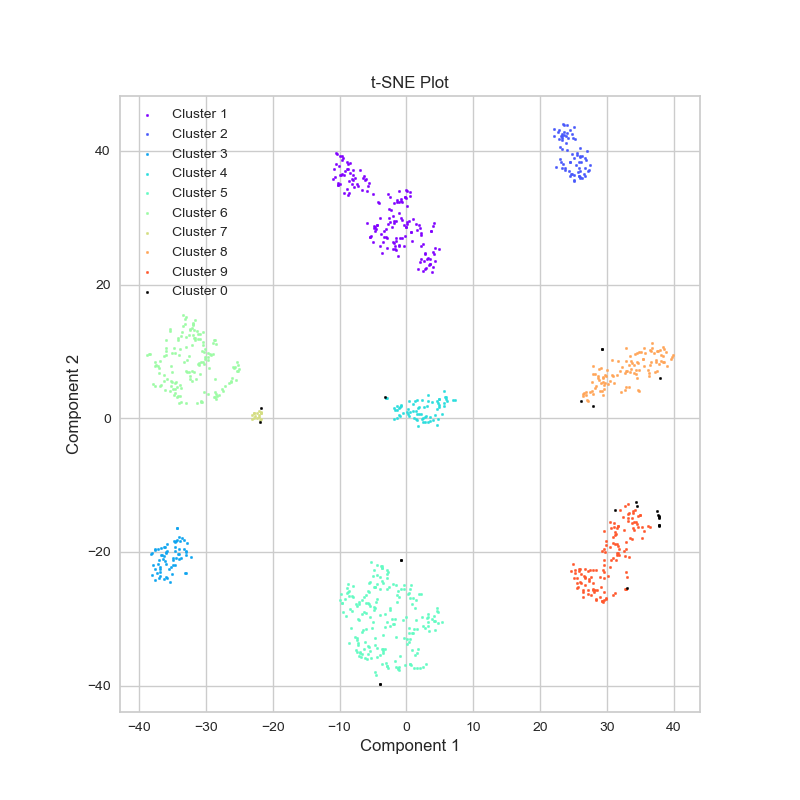 t-SNE Plot
Cluster 1
Cluster 2
Cluster 3
Cluster 4
Cluster 5
Cluster 6
Cluster 7
Cluster 8
Cluster 9
Cluster 0
40
20
0
−20
−40
Component 2
−40 −30 −20 −10 0 10 20 30 40
Component 1